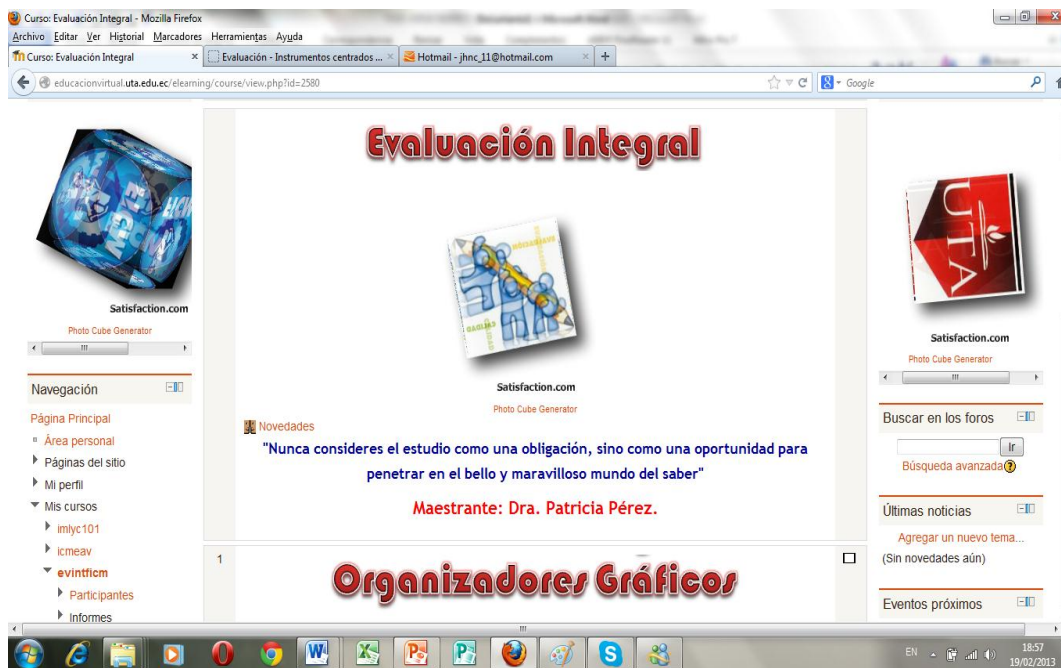 Curso: Evaluación Integral - Mozilla Firefox
Archivo Editar Ver Historial Marcadores Herramientas Ayuda
Curso: Evaluación Integral
Evaluación - Instrumentos centrados ...
Hotmail - jhnc_11@hotmail.com
educacionvirtual.uta.edu.ec/elearning/course/view.php?id=2580
Google
Satisfaction.com
Photo Cube Generator
Navegación
Página Principal
Área personal
Páginas del sitio
Mi perfil
Mis cursos
imlyc101
icmeav
evintficm
Participantes
Informes
Evaluación Integral
CALIDAD
Satisfaction.com
Photo Cube Generator
Novedades
"Nunca consideres el estudio como una obligación, sino como una oportunidad para
penetrar en el bello y maravilloso mundo del saber"
Maestrante: Dra. Patricia Pérez.
1
Organizadores Gráficos
UTA
Satisfaction.com
Photo Cube Generator
Buscar en los foros
Ir
Búsqueda avanzada
Últimas noticias
Agregar un nuevo tema...
(Sin novedades aún)
Eventos próximos
EN
18:57
19/02/2013